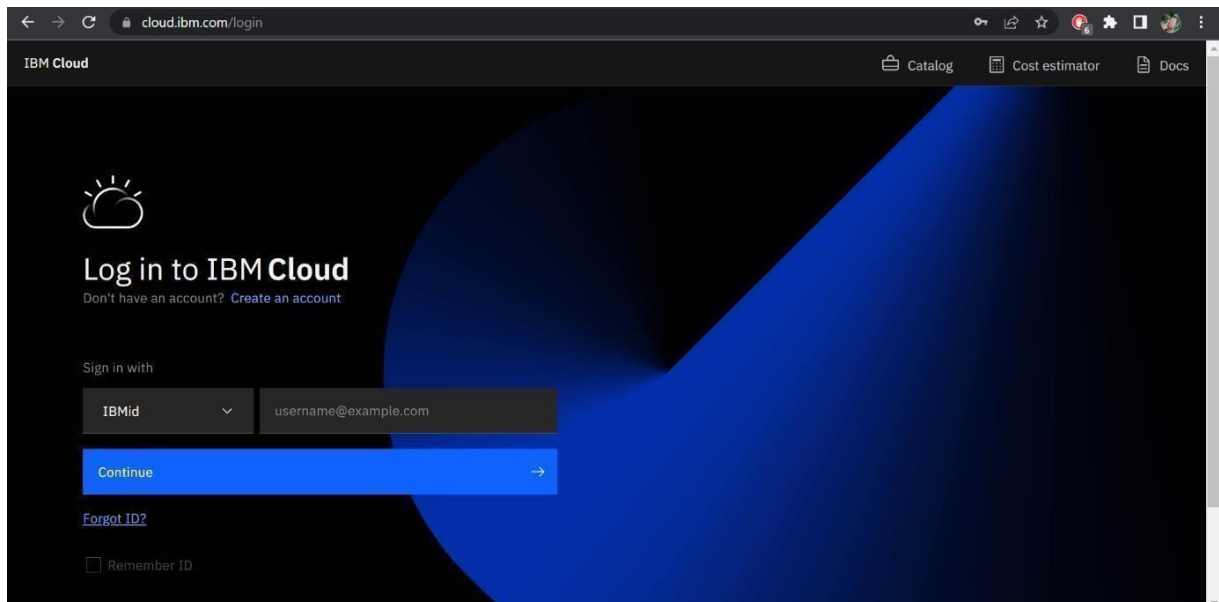 cloud.ibm.com/login
6
IBM Cloud
Catalog
Cost estimator
Docs
Log in to IBM Cloud
Don't have an account? Create an account
Sign in with
IBMid
username@example.com
Continue
Forgot ID?
Remember ID